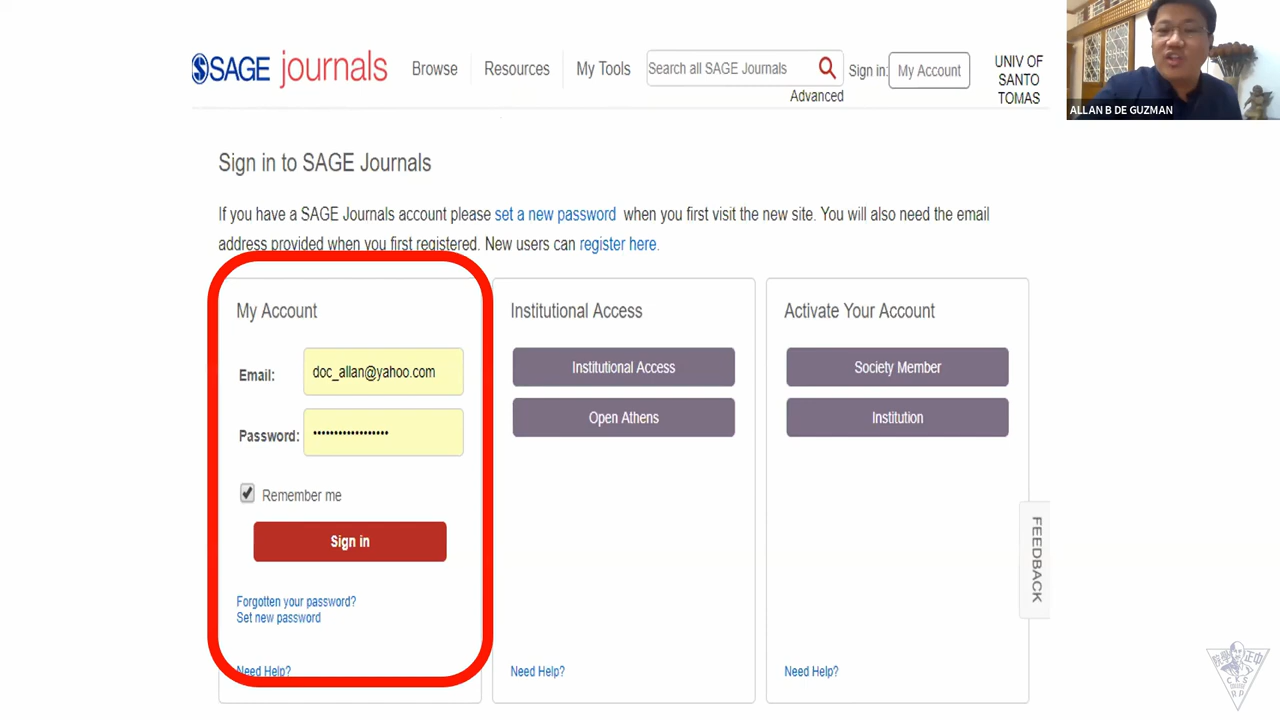 SAGE journals
Browse
Resources
My Tools
Search all SAGE Journals
Sign in:
My Account
UNIV OF
SANTO
TOMAS
Advanced
ALLAN B DE GUZMAN
Sign in to SAGE Journals
If you have a SAGE Journals account please set a new password when you first visit the new site. You will also need the email
address provided when you first registered. New users can register here.
My Account
Email: doc_allan@yahoo.com
Password: ••••••••••••••••••
Remember me
Sign in
Forgotten your password?
Set new password
Need Help?
Institutional Access
Institutional Access
Open Athens
Need Help?
Activate Your Account
Society Member
Institution
Need Help?
FEEDBACK
C K S